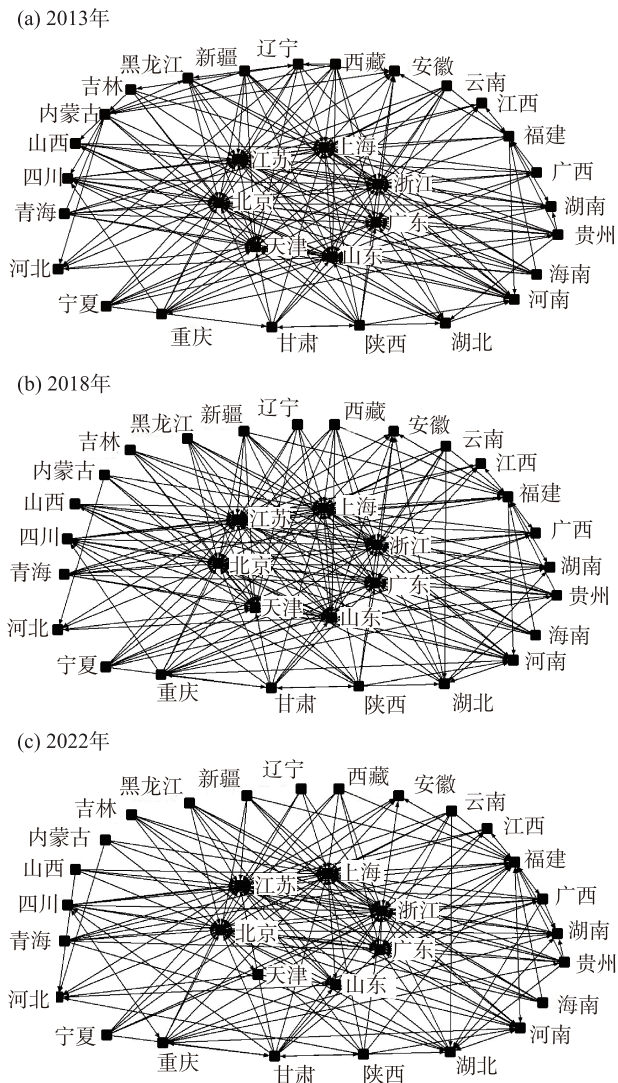 (a) 2013年
黑龙江 新疆 辽宁 西藏 安徽
吉林 云南
内蒙古 江西
山西 江苏 上海 福建
四川 浙江 广西
青海 北京 广东 湖南
天津 山东 贵州
河北 海南
宁夏 河南
重庆 甘肃 陕西 湖北
(b) 2018年
黑龙江 新疆 辽宁 西藏 安徽
吉林 云南
内蒙古 江西
山西 江苏 上海 福建
四川 浙江 广西
青海 北京 广东 湖南
天津 山东 贵州
河北 海南
宁夏 河南
重庆 甘肃 陕西 湖北
(c) 2022年
黑龙江 新疆 辽宁 西藏 安徽
吉林 云南
内蒙古 江西
山西 江苏 上海 福建
四川 浙江 广西
青海 北京 广东 湖南
天津 山东 贵州
河北 海南
宁夏 河南
重庆 甘肃 陕西 湖北